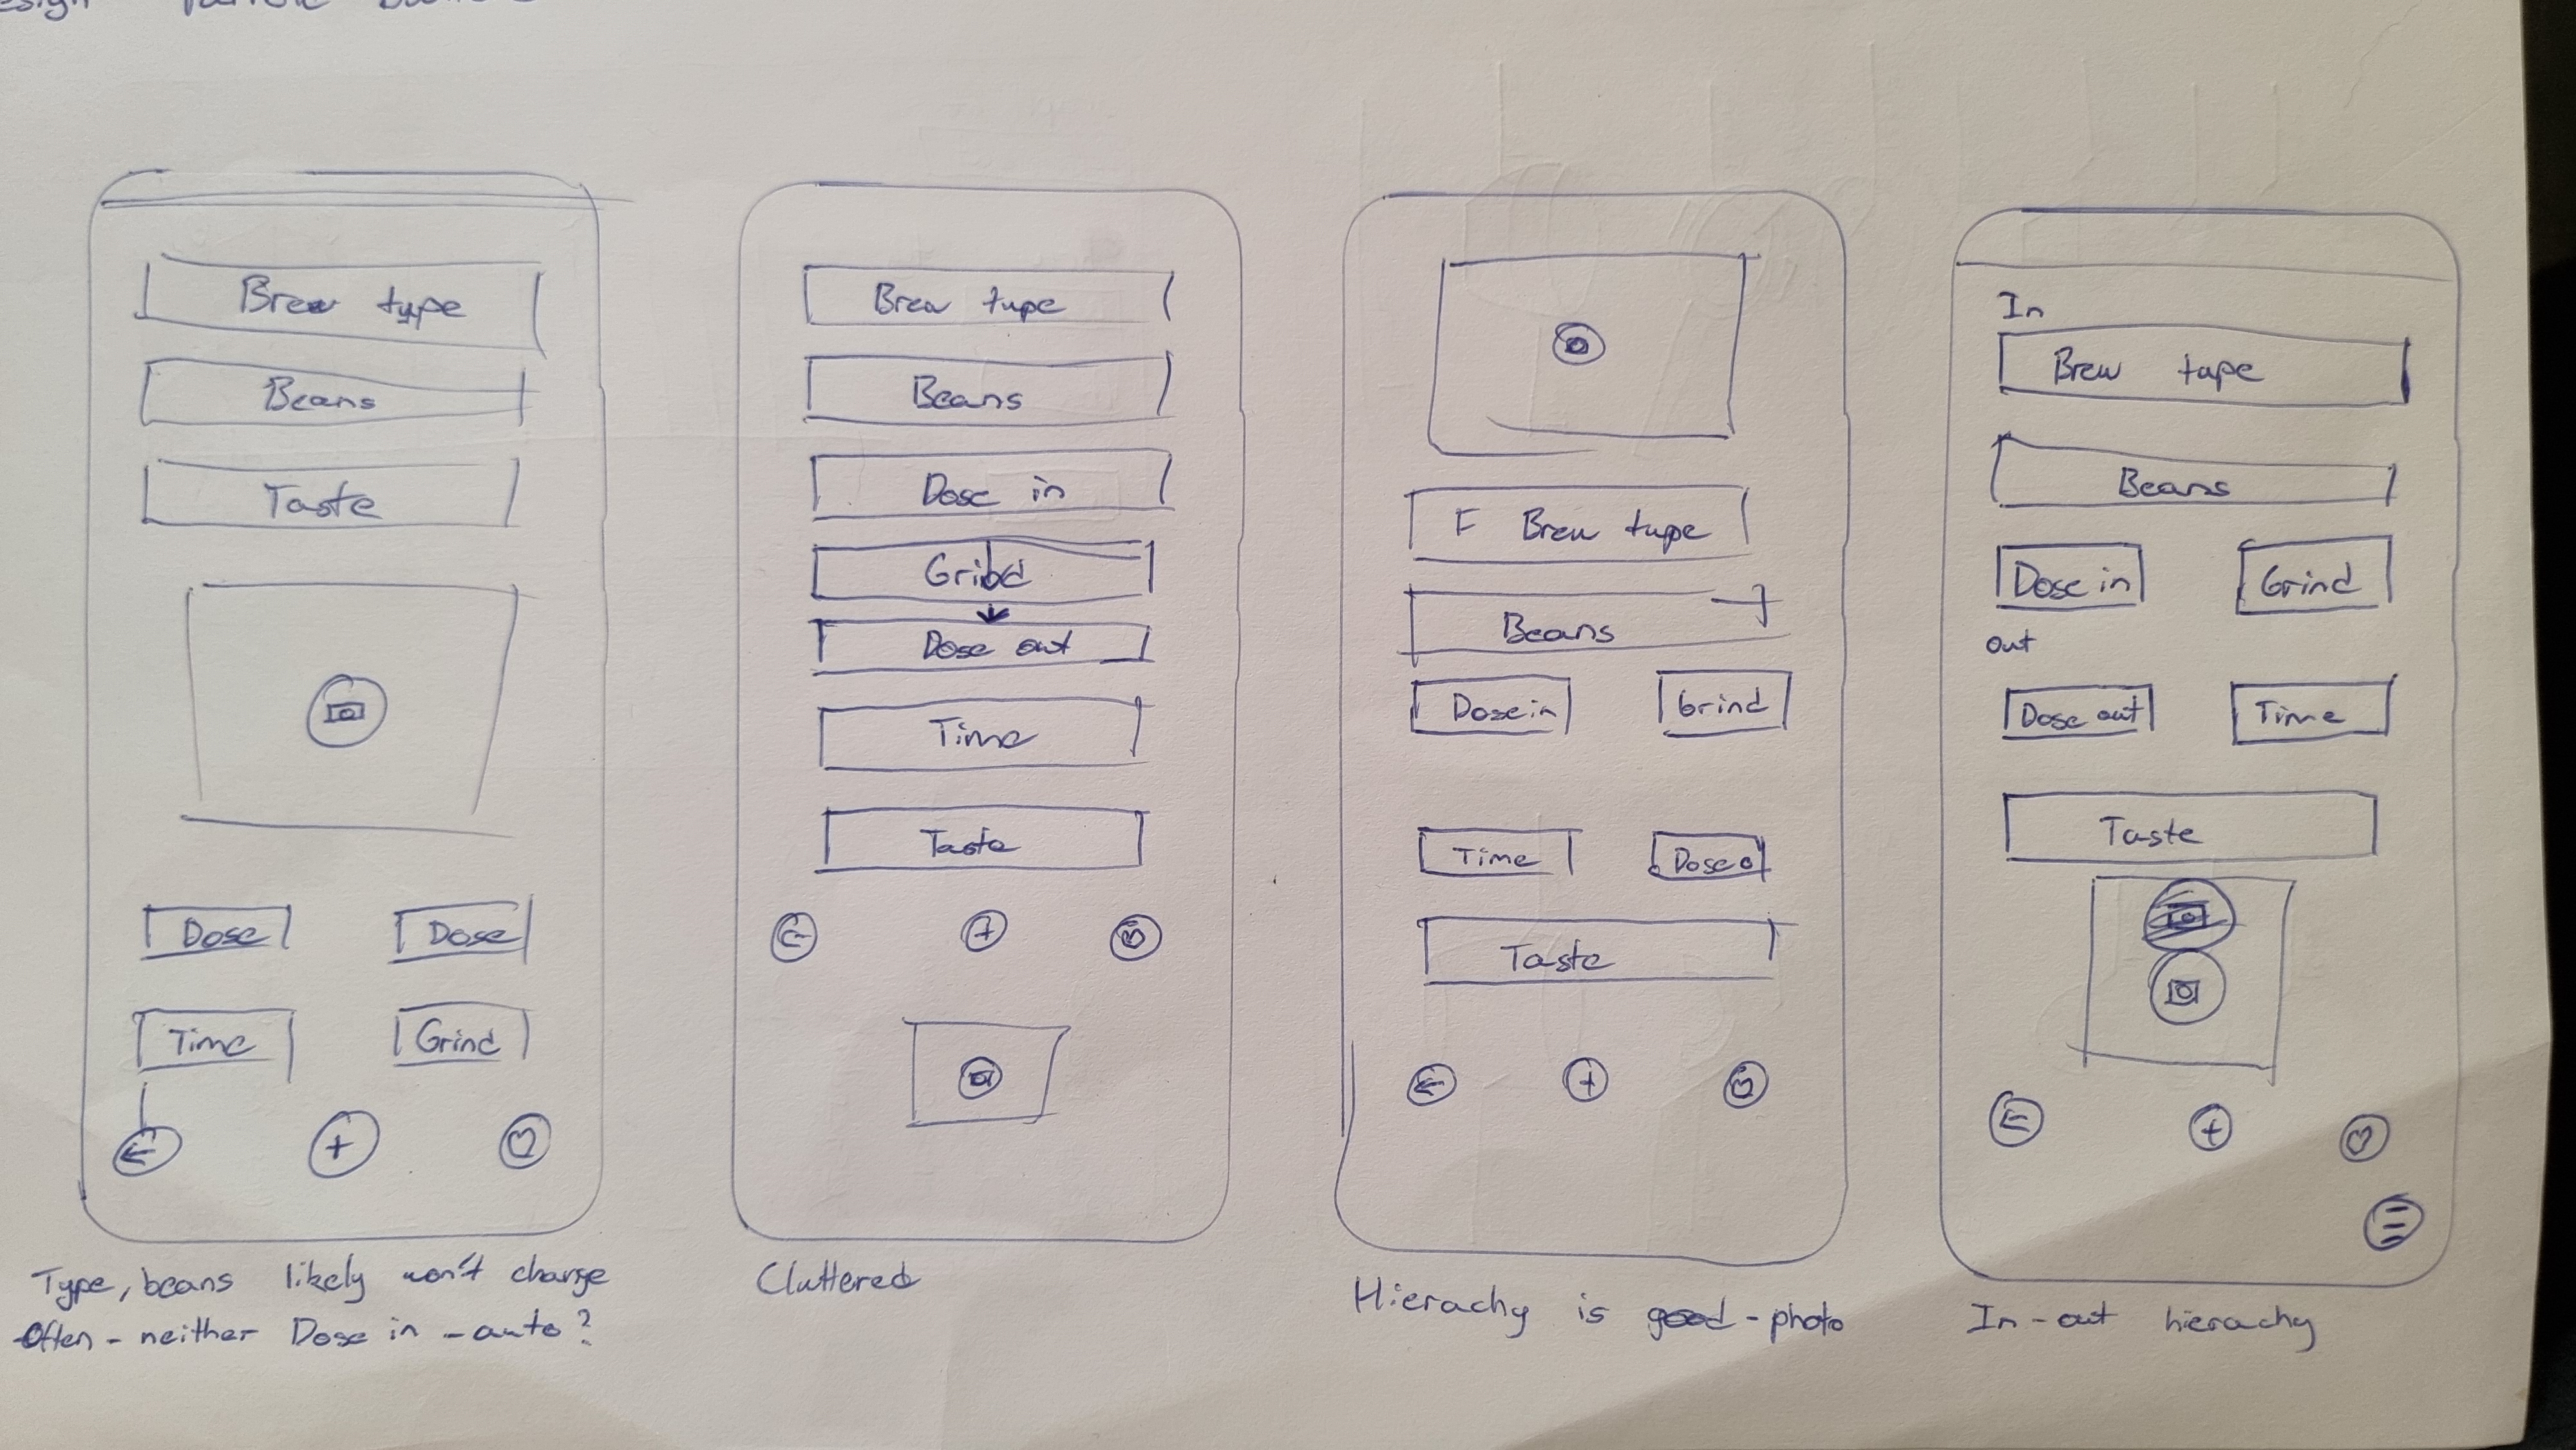 Brew type
Beans
Taste
Dose
Dose
Time
Grind
Type, beans likely won't change
often - neither Dose in - aute?
Brew type
Beans
Dose in
Grind
Dose out
Time
Taste
Cluttered
F Brew type
Beans
Dose in
Grind
Time
Dose o
Taste
Hierachy is good - photo
In
Brew type
Beans
Dose in
Grind
out
Dose out
Time
Taste
In - out hierachy